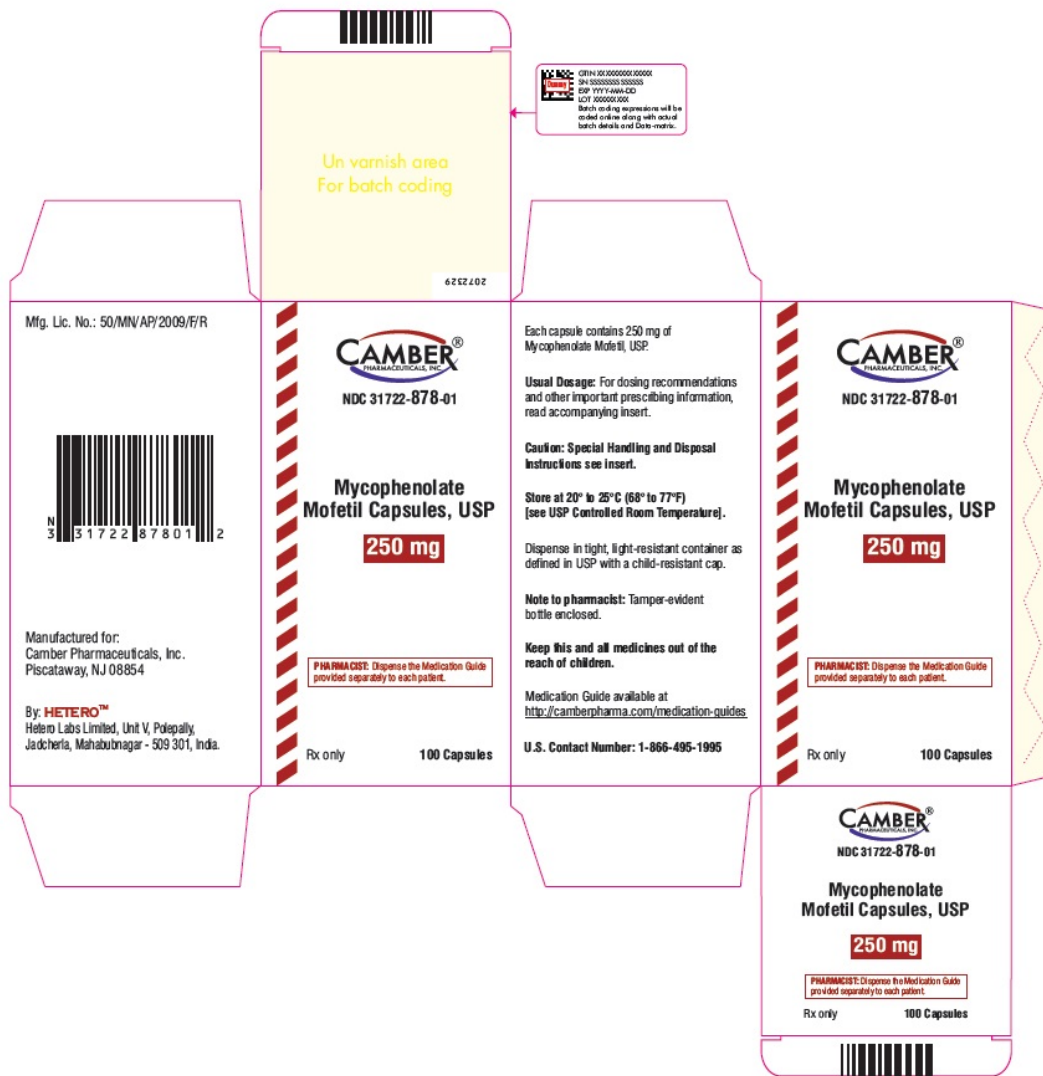 Dummy
GTIN XXXXXXXXXXXXXX
SN SSSSSSSS SSSSSS
EXP YYYY-MM-DD
LOT XXXXXXXXX
Batch coding expressions will be
coded online along with actual
batch details and Data-matrix.
Un varnish area
For batch coding
2072529
Mfg. Lic. No.: 50/MN/AP/2009/F/R
N
3 31722 87801 2
Manufactured for:
Camber Pharmaceuticals, Inc.
Piscataway, NJ 08854
By: HETERO™
Hetero Labs Limited, Unit V, Polepally,
Jadcherla, Mahabubnagar - 509 301, India.
CAMBER®
PHARMACEUTICALS, INC.
NDC 31722-878-01
Mycophenolate
Mofetil Capsules, USP
250 mg
PHARMACIST: Dispense the Medication Guide
provided separately to each patient.
Rx only 100 Capsules
Each capsule contains 250 mg of
Mycophenolate Mofetil, USP.
Usual Dosage: For dosing recommendations
and other important prescribing information,
read accompanying insert.
Caution: Special Handling and Disposal
Instructions see insert.
Store at 20° to 25°C (68° to 77°F)
[see USP Controlled Room Temperature].
Dispense in tight, light-resistant container as
defined in USP with a child-resistant cap.
Note to pharmacist: Tamper-evident
bottle enclosed.
Keep this and all medicines out of the
reach of children.
Medication Guide available at
http://camberpharma.com/medication-guides
U.S. Contact Number: 1-866-495-1995
CAMBER®
PHARMACEUTICALS, INC.
NDC 31722-878-01
Mycophenolate
Mofetil Capsules, USP
250 mg
PHARMACIST: Dispense the Medication Guide
provided separately to each patient.
Rx only 100 Capsules
CAMBER®
PHARMACEUTICALS, INC.
NDC 31722-878-01
Mycophenolate
Mofetil Capsules, USP
250 mg
PHARMACIST: Dispense the Medication Guide
provided separately to each patient.
Rx only 100 Capsules